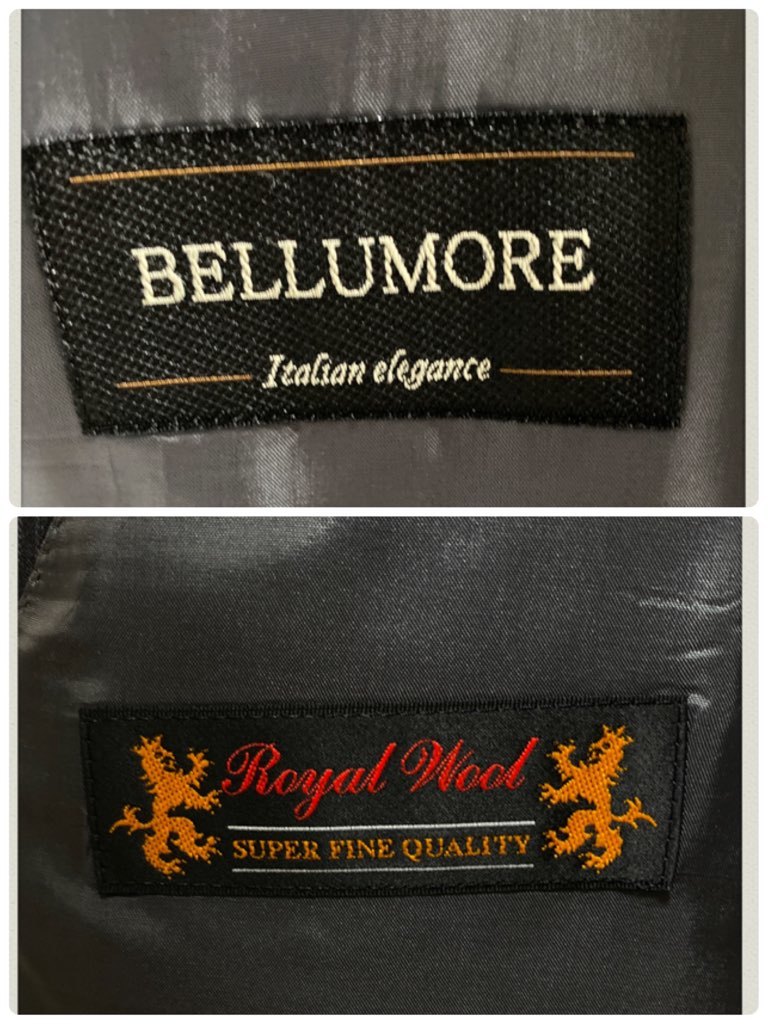 BELLUMORE
Italian elegance
Royal Wool
SUPER FINE QUALITY